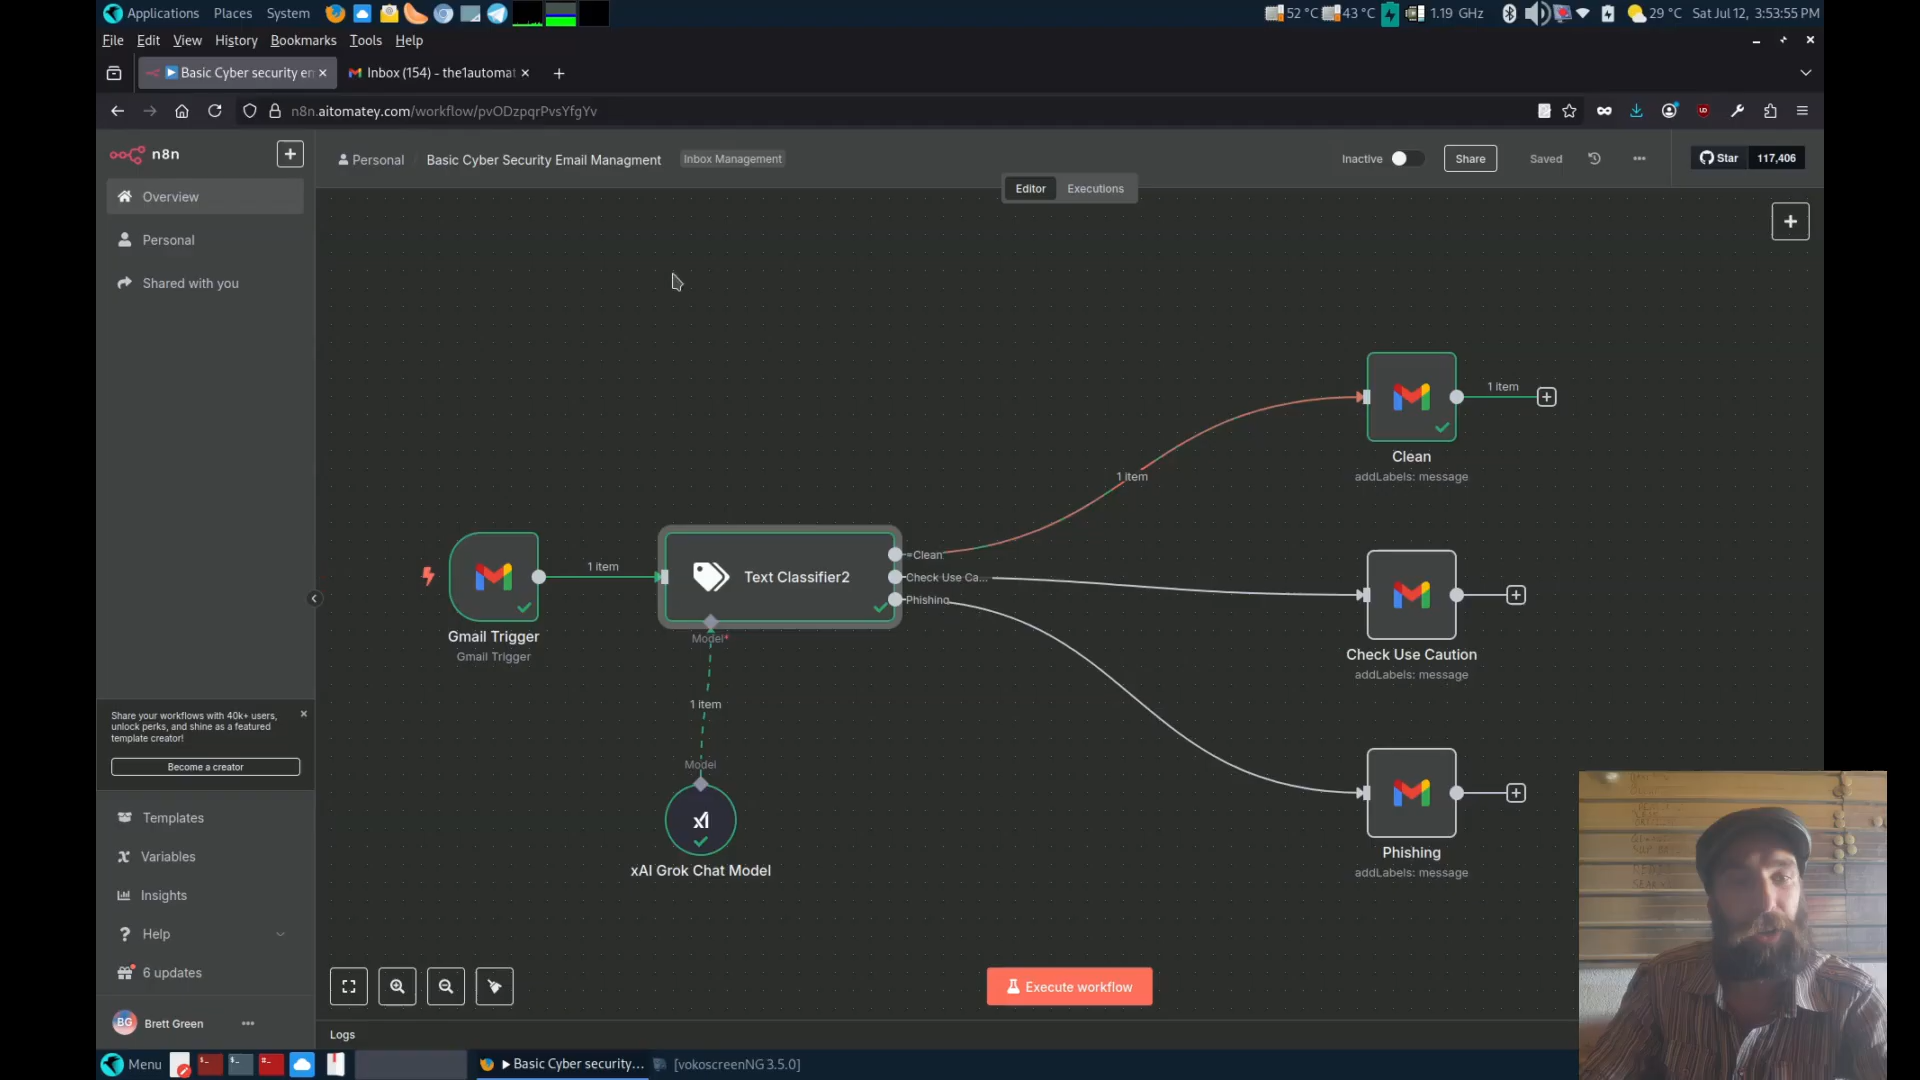 Applications Places System
52 °C 43 °C 1.19 GHz 29 °C Sat Jul 12, 3:53:55 PM
File Edit View History Bookmarks Tools Help
Basic Cyber security en
Inbox (154) - the1automat
n8n.aitomatey.com/workflow/pvODzpqrPvsYfgYv
n8n
Personal / Basic Cyber Security Email Managment Inbox Management
Inactive Share Saved Star 117,406
Editor Executions
Overview
Personal
Shared with you
1 item
Clean
addLabels: message
1 item
Clean
Check Use Ca...
Phishing
1 item
Text Classifier2
Gmail Trigger
Gmail Trigger
Model*
Check Use Caution
addLabels: message
1 item
Model
xAI Grok Chat Model
Phishing
addLabels: message
Share your workflows with 40k+ users,
unlock perks, and shine as a featured
template creator!
Become a creator
Templates
Variables
Insights
Help
6 updates
BG Brett Green
Execute workflow
Logs
Menu
Basic Cyber security...
[vokoscreenNG 3.5.0]